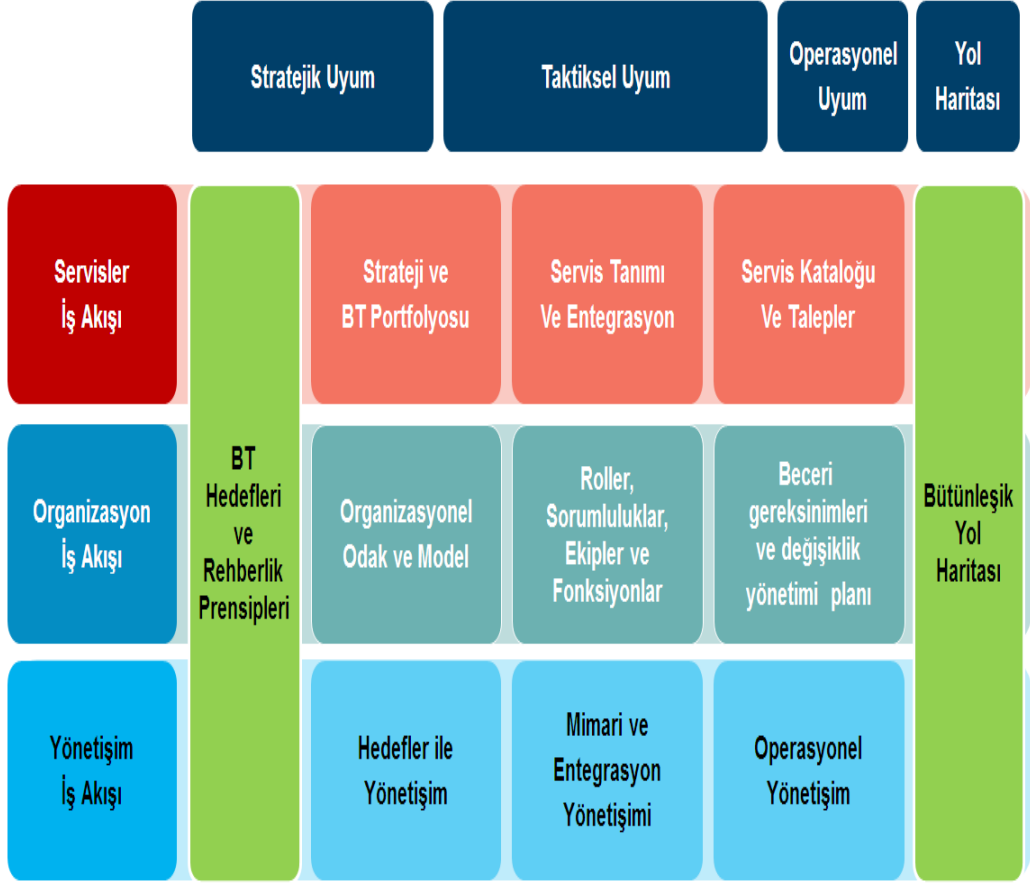 Stratejik Uyum
Taktiksel Uyum
Operasyonel
Uyum
Yol
Haritası
Servisler
İş Akışı
Strateji ve
BT Portfolyosu
Servis Tanımı
Ve Entegrasyon
Servis Kataloğu
Ve Talepler
BT
Hedefleri
ve
Rehberlik
Prensipleri
Organizasyon
İş Akışı
Organizasyonel
Odak ve Model
Roller,
Sorumluluklar,
Ekipler ve
Fonksiyonlar
Beceri
gereksinimleri
ve değişiklik
yönetimi planı
Bütünleşik
Yol
Haritası
Yönetişim
İş Akışı
Hedefler ile
Yönetişim
Mimari ve
Entegrasyon
Yönetişimi
Operasyonel
Yönetişim